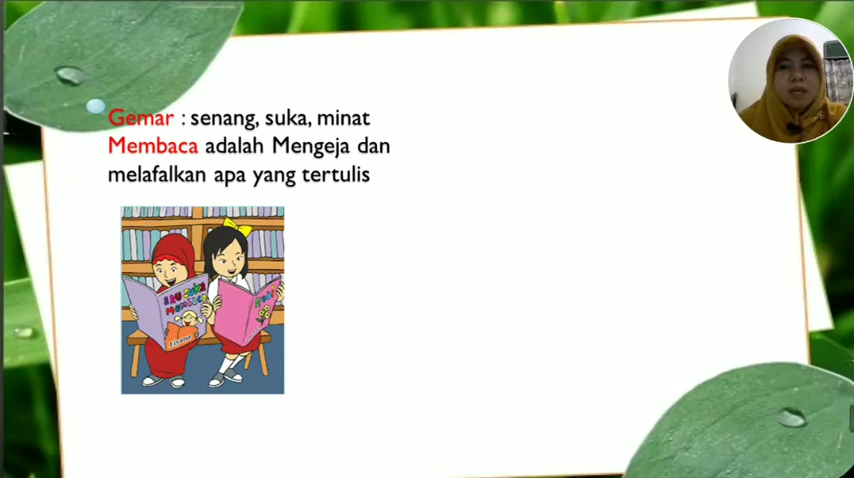 Gemar : senang, suka, minat
Membaca adalah Mengeja dan
melafalkan apa yang tertulis
AKU SUKA
MEMBACA